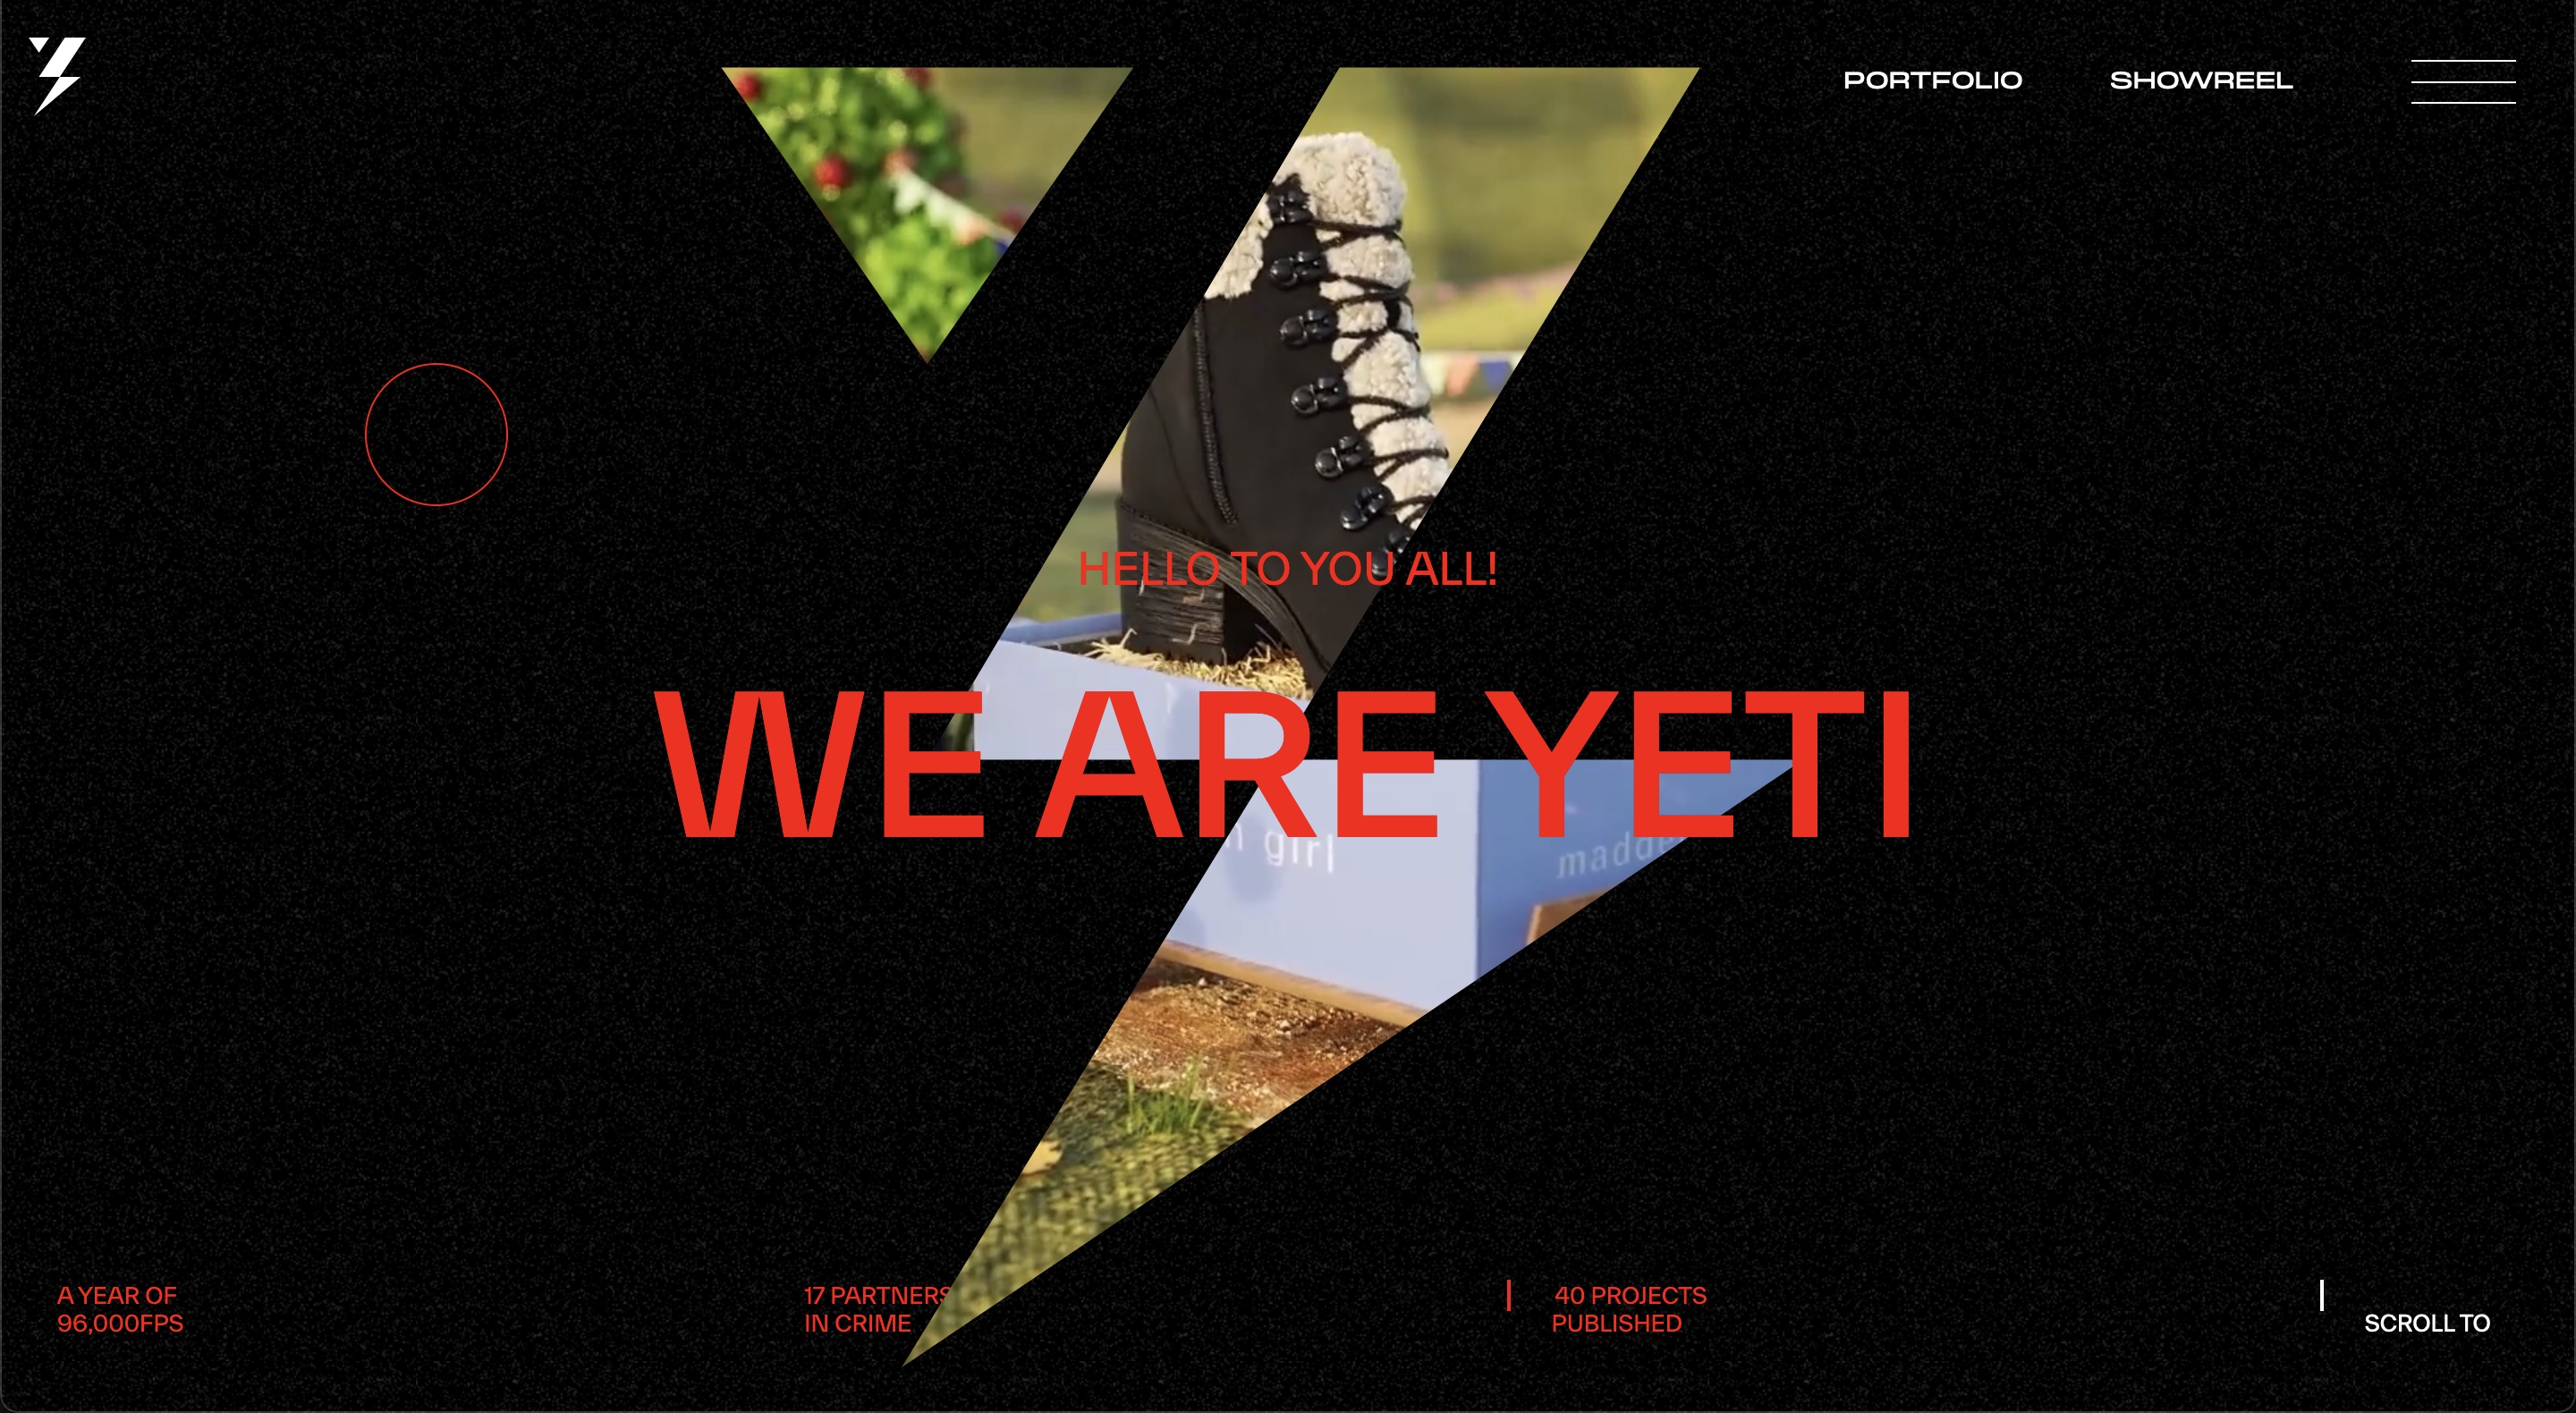 PORTFOLIO
SHOWREEL
HELLO TO YOU ALL!
WE ARE YETI
girl
A YEAR OF
96,000FPS
17 PARTNERS
IN CRIME
40 PROJECTS
PUBLISHED
SCROLL TO